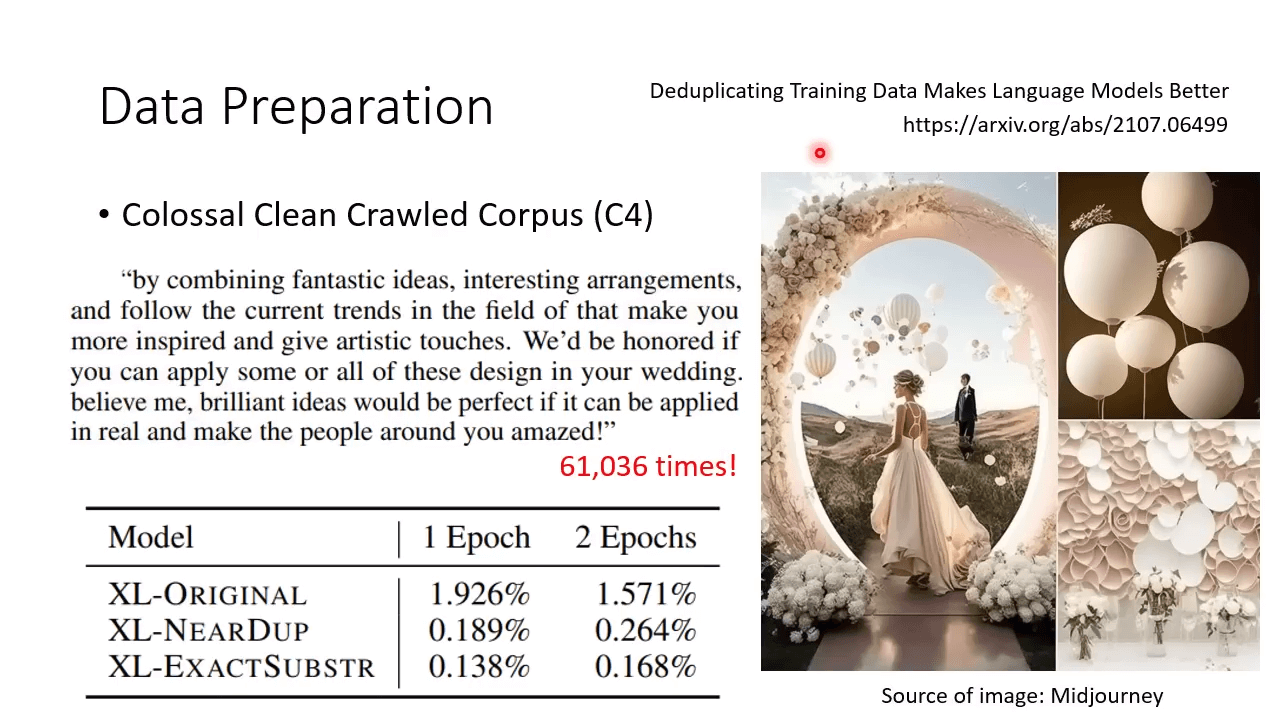 Data Preparation
Deduplicating Training Data Makes Language Models Better
https://arxiv.org/abs/2107.06499
• Colossal Clean Crawled Corpus (C4)
“by combining fantastic ideas, interesting arrangements,
and follow the current trends in the field of that make you
more inspired and give artistic touches. We’d be honored if
you can apply some or all of these design in your wedding.
believe me, brilliant ideas would be perfect if it can be applied
in real and make the people around you amazed!”
61,036 times!
Model 1 Epoch 2 Epochs
XL-ORIGINAL 1.926% 1.571%
XL-NEARDUP 0.189% 0.264%
XL-EXACTSUBSTR 0.138% 0.168%
Source of image: Midjourney